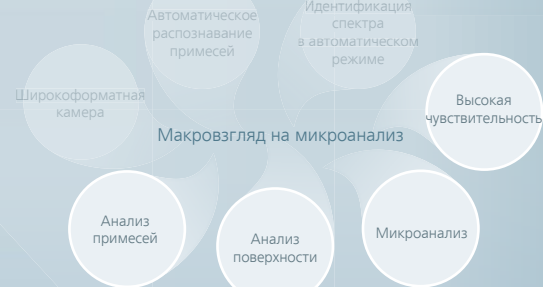 Идентификация
спектра
в автоматическом
режиме
Автоматическое
распознавание
примесей
Широкоформатная
камера
Высокая
чувствительность
Макровзгляд на микроанализ
Анализ
примесей
Анализ
поверхности
Микроанализ